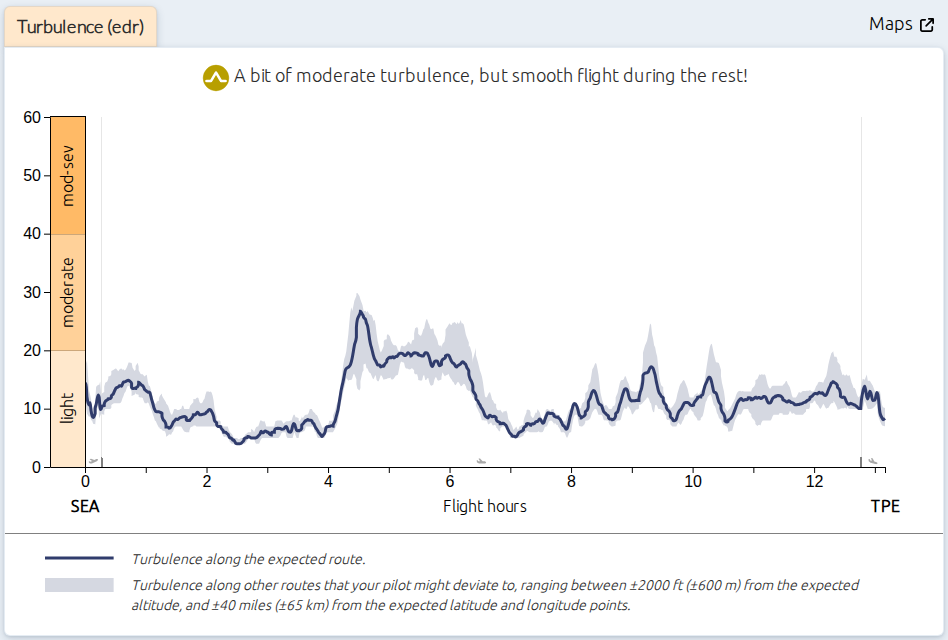 Turbulence (edr)
Maps
A bit of moderate turbulence, but smooth flight during the rest!
60
50
40
30
20
10
0
mod-sev
moderate
light
0 2 4 6 8 10 12
SEA Flight hours TPE
Turbulence along the expected route.
Turbulence along other routes that your pilot might deviate to, ranging between ±2000 ft (±600 m) from the expected
altitude, and ±40 miles (±65 km) from the expected latitude and longitude points.